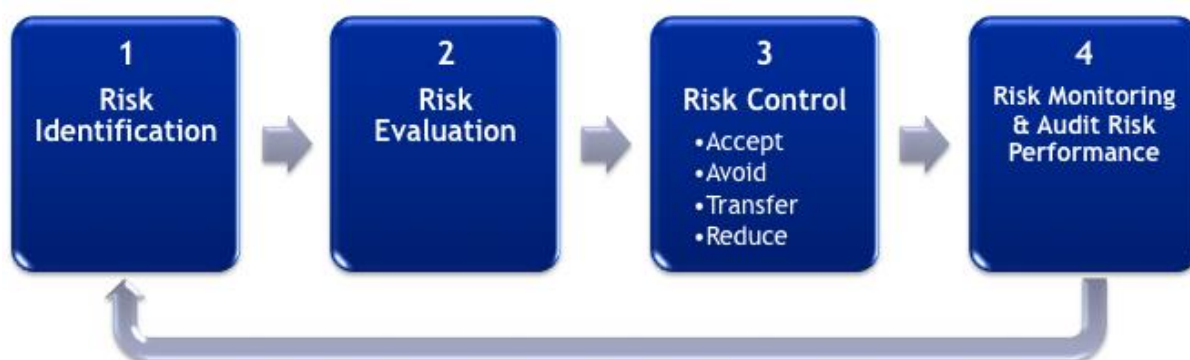 1
Risk
Identification
2
Risk
Evaluation
3
Risk Control
•Accept
•Avoid
•Transfer
•Reduce
4
Risk Monitoring
& Audit Risk
Performance